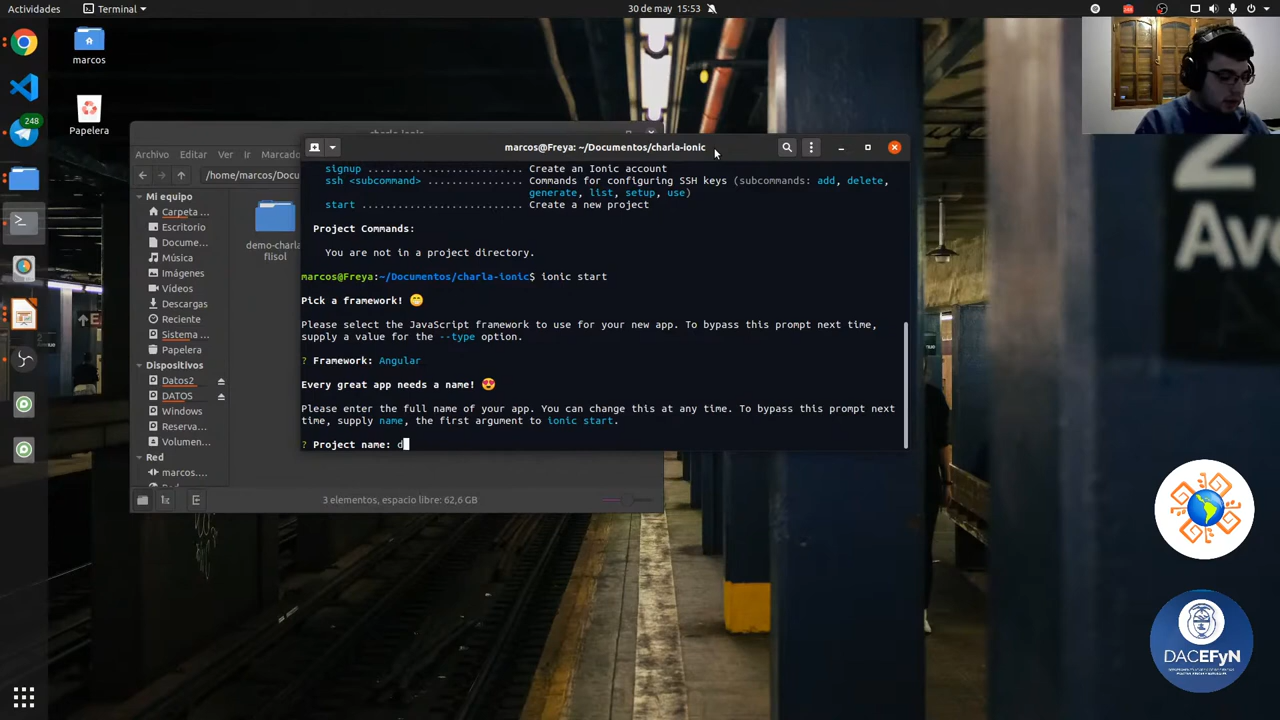 Actividades
Terminal
30 de may 15:53
248
marcos
Papelera
248
charla-ionic
Archivo Editar Ver Ir Marcado
/home/marcos/Docu
Mi equipo
Carpeta ...
Escritorio
Docume...
Música
Imágenes
Vídeos
Descargas
Reciente
Sistema ...
Papelera
Dispositivos
Datos2
DATOS
Windows
Reserva...
Volumen...
Red
marcos.
demo-charla
flisol
3 elementos, espacio libre: 62,6 GB
marcos@Freya: ~/Documentos/charla-ionic
signup ......................... Create an Ionic account
ssh <subcommand> ................ Commands for configuring SSH keys (subcommands: add, delete,
generate, list, setup, use)
start ........................... Create a new project
Project Commands:
You are not in a project directory.
marcos@Freya:~/Documentos/charla-ionic$ ionic start
Pick a framework! 😁
Please select the JavaScript framework to use for your new app. To bypass this prompt next time,
supply a value for the --type option.
? Framework: Angular
Every great app needs a name! 😍
Please enter the full name of your app. You can change this at any time. To bypass this prompt next
time, supply name, the first argument to ionic start.
? Project name: d
2
Ave
DACEFyN